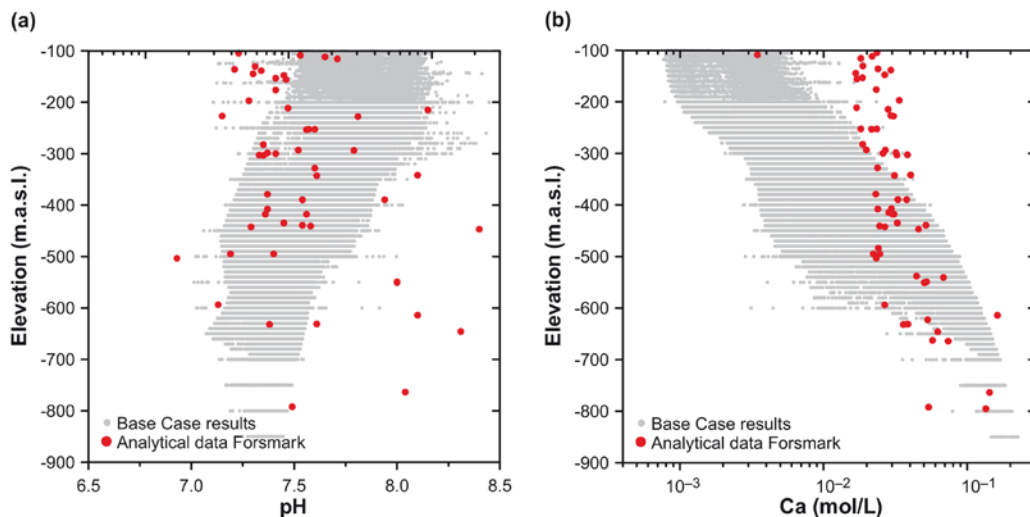 (a)
(b)
-100
-200
-300
-400
-500
-600
-700
-800
-900
Elevation (m.a.s.l.)
Base Case results
Analytical data Forsmark
6.5 7.0 7.5 8.0 8.5
pH
-100
-200
-300
-400
-500
-600
-700
-800
-900
Elevation (m.a.s.l.)
Base Case results
Analytical data Forsmark
10⁻³ 10⁻² 10⁻¹
Ca (mol/L)